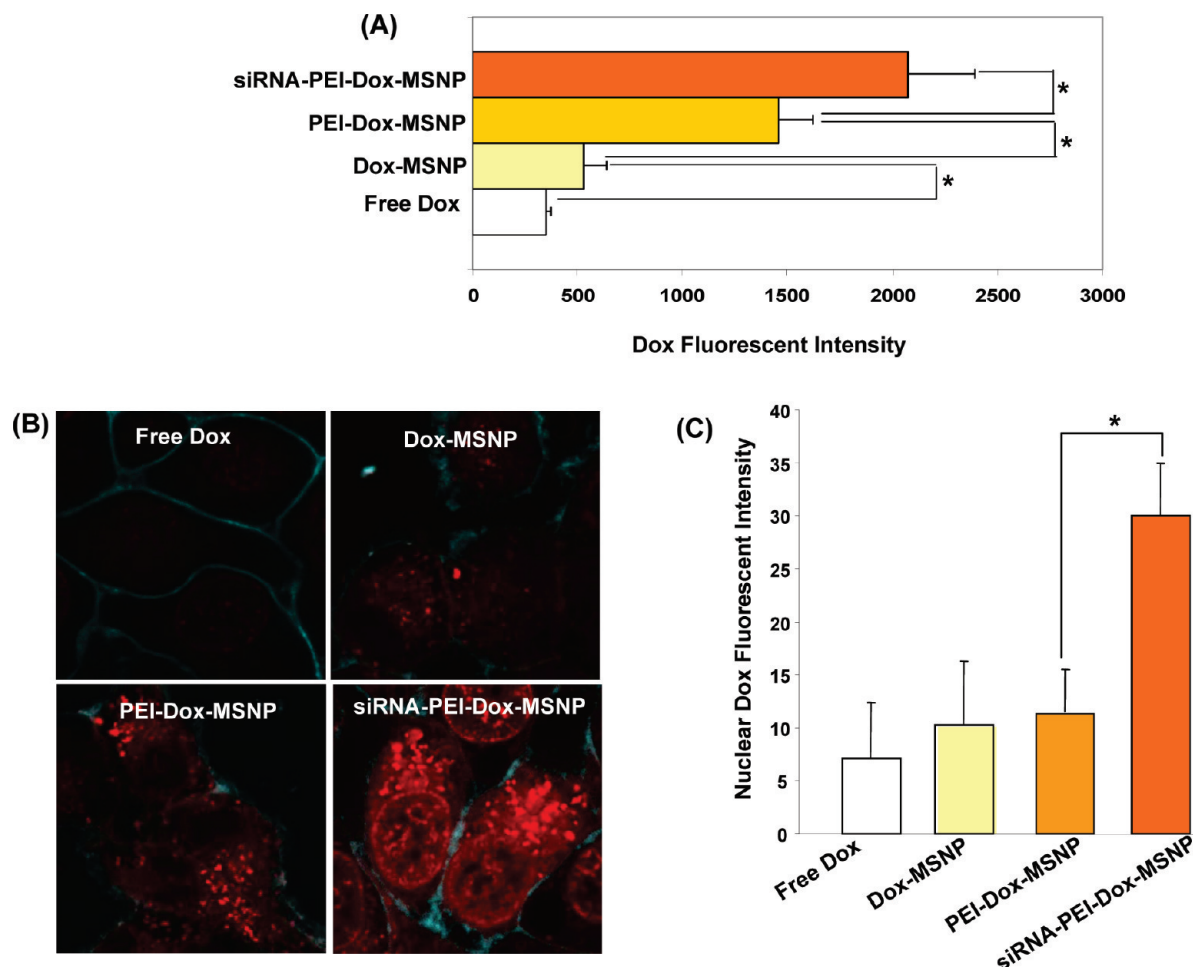 (A)
siRNA-PEI-Dox-MSNP
PEI-Dox-MSNP
Dox-MSNP
Free Dox
*
*
*
0 500 1000 1500 2000 2500 3000
Dox Fluorescent Intensity
(B)
Free Dox
Dox-MSNP
PEI-Dox-MSNP
siRNA-PEI-Dox-MSNP
(C)
Nuclear Dox Fluorescent Intensity
40
35
30
25
20
15
10
5
0
*
Free Dox
Dox-MSNP
PEI-Dox-MSNP
siRNA-PEI-Dox-MSNP